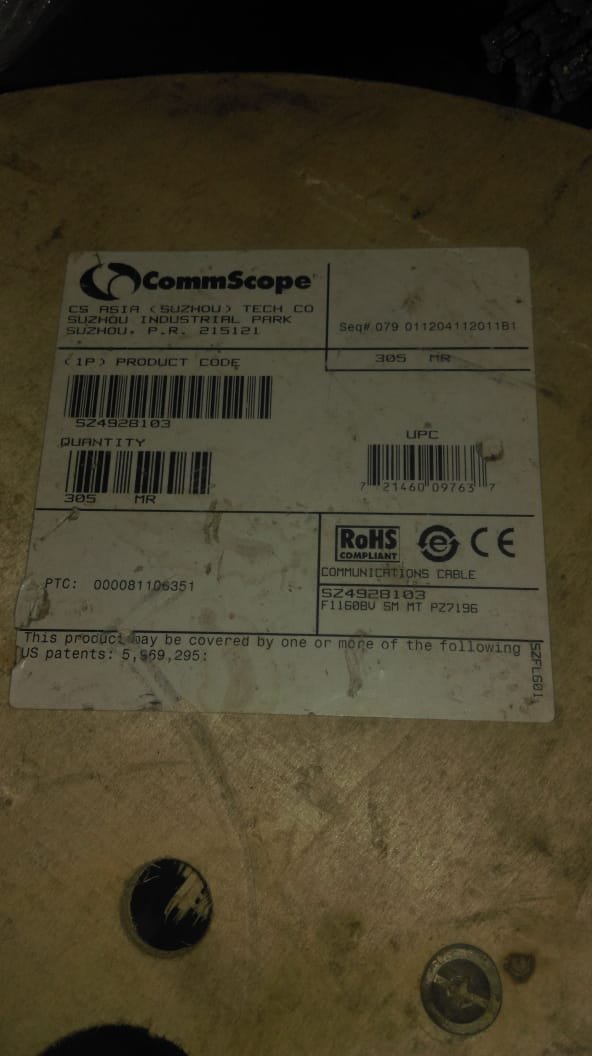 CommScope
CS ASIA (SUZHOU) TECH CO
SUZHOU INDUSTRIAL PARK
SUZHOU, P.R. 215121
Seq# 079 011204112011B1
305 MR
(1P) PRODUCT CODE
SZ4928103
QUANTITY
305 MR
UPC
7 21460 09763 7
RoHS
COMPLIANT
e
CE
COMMUNICATIONS CABLE
PTC: 000081106351
SZ4928103
F1160BV SM MT PZ7196
This product may be covered by one or more of the following
US patents: 5,969,295:
SZFLG01